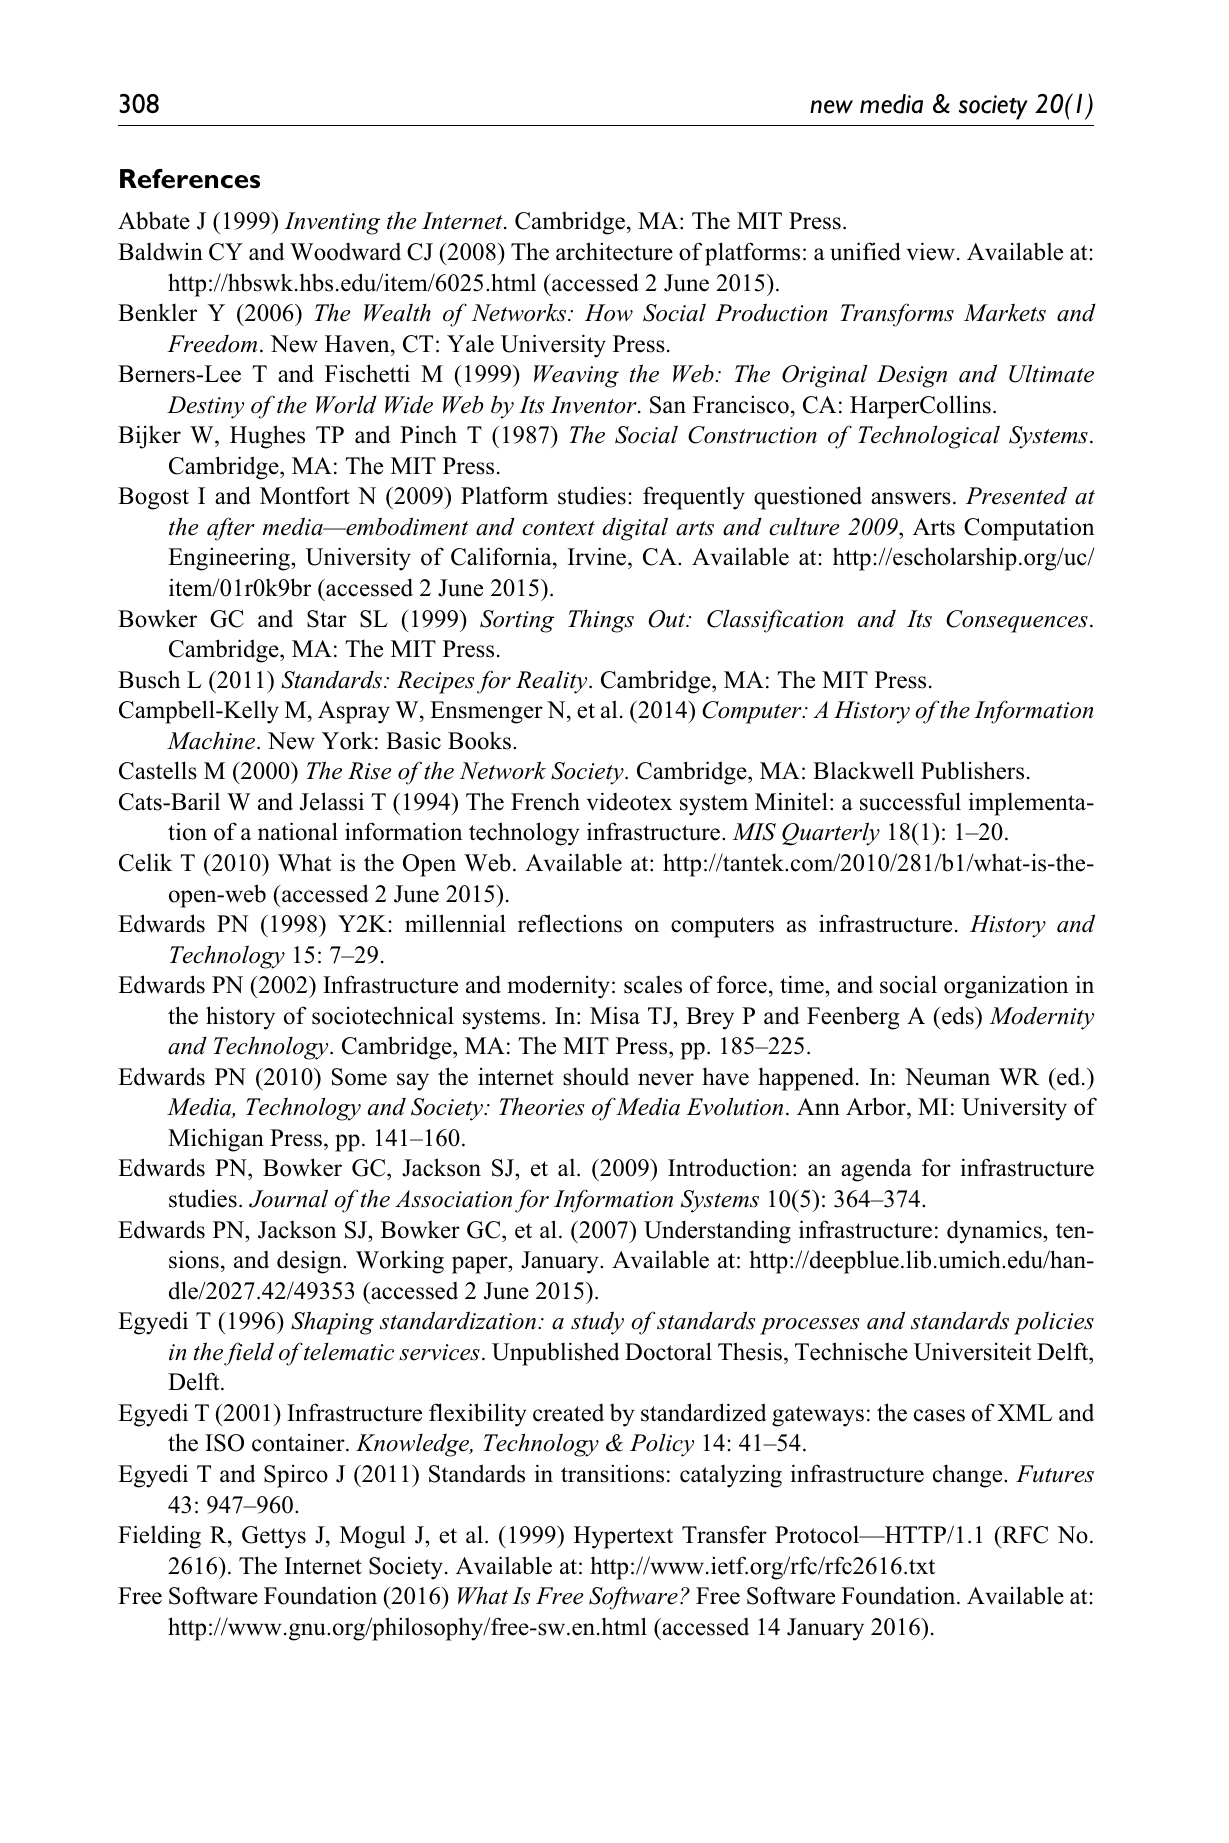 308
new media & society 20(1)
References
Abbate J (1999) Inventing the Internet. Cambridge, MA: The MIT Press.
Baldwin CY and Woodward CJ (2008) The architecture of platforms: a unified view. Available at:
http://hbswk.hbs.edu/item/6025.html (accessed 2 June 2015).
Benkler Y (2006) The Wealth of Networks: How Social Production Transforms Markets and
Freedom. New Haven, CT: Yale University Press.
Berners-Lee T and Fischetti M (1999) Weaving the Web: The Original Design and Ultimate
Destiny of the World Wide Web by Its Inventor. San Francisco, CA: HarperCollins.
Bijker W, Hughes TP and Pinch T (1987) The Social Construction of Technological Systems.
Cambridge, MA: The MIT Press.
Bogost I and Montfort N (2009) Platform studies: frequently questioned answers. Presented at
the after media—embodiment and context digital arts and culture 2009, Arts Computation
Engineering, University of California, Irvine, CA. Available at: http://escholarship.org/uc/
item/01r0k9br (accessed 2 June 2015).
Bowker GC and Star SL (1999) Sorting Things Out: Classification and Its Consequences.
Cambridge, MA: The MIT Press.
Busch L (2011) Standards: Recipes for Reality. Cambridge, MA: The MIT Press.
Campbell-Kelly M, Aspray W, Ensmenger N, et al. (2014) Computer: A History of the Information
Machine. New York: Basic Books.
Castells M (2000) The Rise of the Network Society. Cambridge, MA: Blackwell Publishers.
Cats-Baril W and Jelassi T (1994) The French videotex system Minitel: a successful implementa-
tion of a national information technology infrastructure. MIS Quarterly 18(1): 1–20.
Celik T (2010) What is the Open Web. Available at: http://tantek.com/2010/281/b1/what-is-the-
open-web (accessed 2 June 2015).
Edwards PN (1998) Y2K: millennial reflections on computers as infrastructure. History and
Technology 15: 7–29.
Edwards PN (2002) Infrastructure and modernity: scales of force, time, and social organization in
the history of sociotechnical systems. In: Misa TJ, Brey P and Feenberg A (eds) Modernity
and Technology. Cambridge, MA: The MIT Press, pp. 185–225.
Edwards PN (2010) Some say the internet should never have happened. In: Neuman WR (ed.)
Media, Technology and Society: Theories of Media Evolution. Ann Arbor, MI: University of
Michigan Press, pp. 141–160.
Edwards PN, Bowker GC, Jackson SJ, et al. (2009) Introduction: an agenda for infrastructure
studies. Journal of the Association for Information Systems 10(5): 364–374.
Edwards PN, Jackson SJ, Bowker GC, et al. (2007) Understanding infrastructure: dynamics, ten-
sions, and design. Working paper, January. Available at: http://deepblue.lib.umich.edu/han-
dle/2027.42/49353 (accessed 2 June 2015).
Egyedi T (1996) Shaping standardization: a study of standards processes and standards policies
in the field of telematic services. Unpublished Doctoral Thesis, Technische Universiteit Delft,
Delft.
Egyedi T (2001) Infrastructure flexibility created by standardized gateways: the cases of XML and
the ISO container. Knowledge, Technology & Policy 14: 41–54.
Egyedi T and Spirco J (2011) Standards in transitions: catalyzing infrastructure change. Futures
43: 947–960.
Fielding R, Gettys J, Mogul J, et al. (1999) Hypertext Transfer Protocol—HTTP/1.1 (RFC No.
2616). The Internet Society. Available at: http://www.ietf.org/rfc/rfc2616.txt
Free Software Foundation (2016) What Is Free Software? Free Software Foundation. Available at:
http://www.gnu.org/philosophy/free-sw.en.html (accessed 14 January 2016).